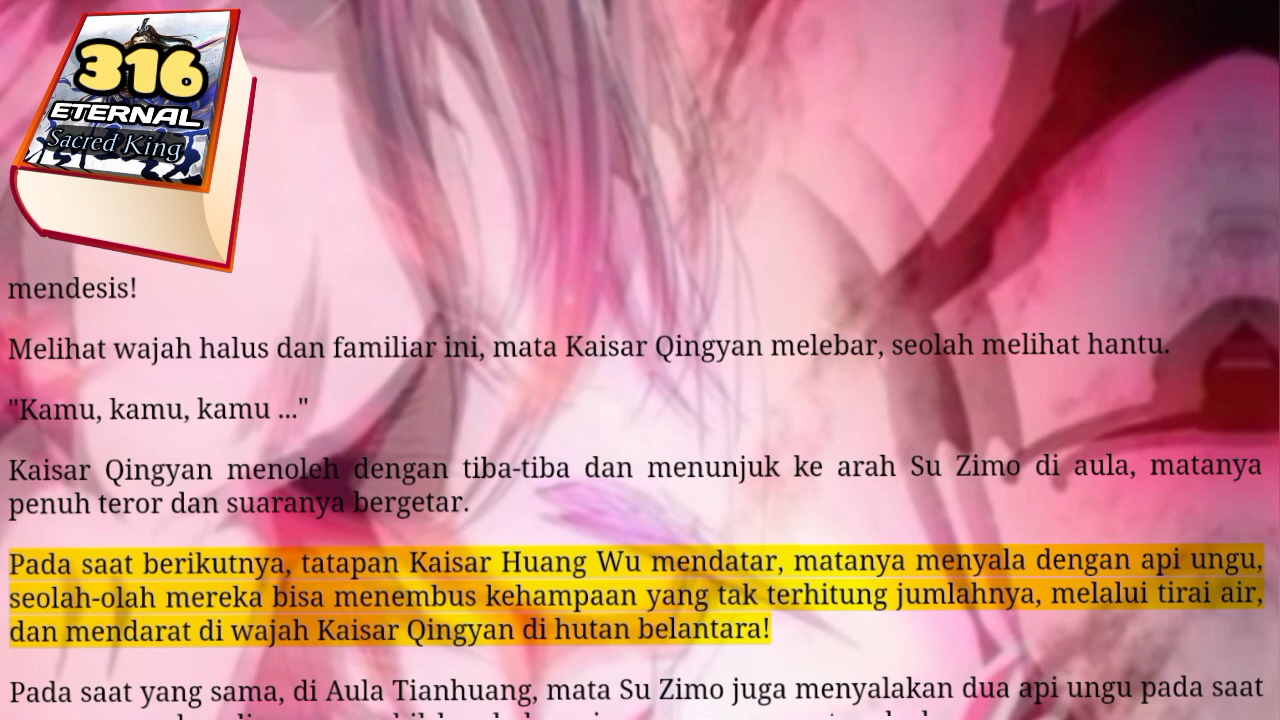 316
ETERNAL
Sacred King
mendesis!
Melihat wajah halus dan familiar ini, mata Kaisar Qingyan melebar, seolah melihat hantu.
"Kamu, kamu, kamu ..."
Kaisar Qingyan menoleh dengan tiba-tiba dan menunjuk ke arah Su Zimo di aula, matanya
penuh teror dan suaranya bergetar.
Pada saat berikutnya, tatapan Kaisar Huang Wu mendatar, matanya menyala dengan api ungu,
seolah-olah mereka bisa menembus kehampaan yang tak terhitung jumlahnya, melalui tirai air,
dan mendarat di wajah Kaisar Qingyan di hutan belantara!
Pada saat yang sama, di Aula Tianhuang, mata Su Zimo juga menyalakan dua api ungu pada saat